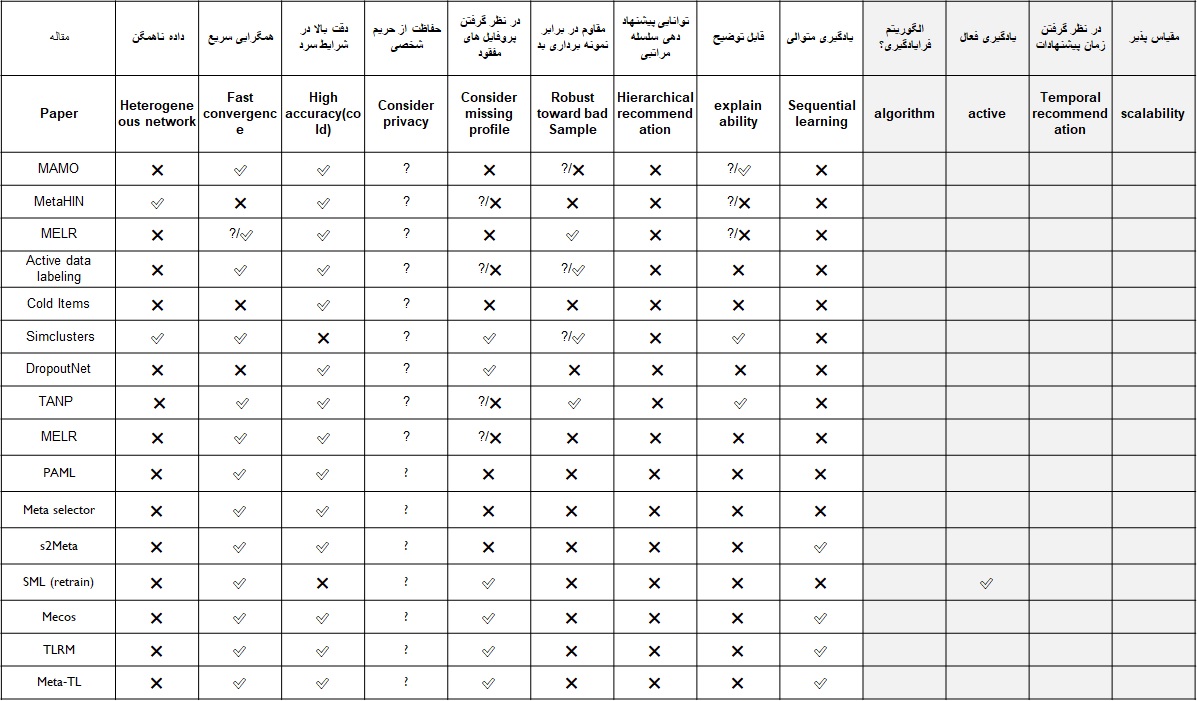 مقاله	داده ناهمگن	همگرایی سریع	دقت بالا در شرایط سرد	حفاظت از حریم شخصی	در نظر گرفتن پروفایل های مفقود	مقاوم در برابر نمونه برداری بد	توانایی پیشنهاد دهی سلسله مراتبی	قابل توضیح	یادگیری متوالی	الگوریتم فرایادگیری؟	یادگیری فعال	در نظر گرفتن زمان پیشنهادات	مقیاس پذیر
Paper	Heterogeneous network	Fast convergence	High accuracy(cold)	Consider privacy	Consider missing profile	Robust toward bad Sample	Hierarchical recommendation	explain ability	Sequential learning	algorithm	active	Temporal recommendation	scalability
MAMO	✕	✓	✓	?	✕	?/✕	✕	?/✓	✕
MetaHIN	✓	✕	✓	?	?/✕	✕	✕	?/✕	✕
MELR	✕	?/✓	✓	?	✕	✓	✕	?/✕	✕
Active data labeling	✕	✓	✓	?	?/✕	?/✓	✕	✕	✕
Cold Items	✕	✕	✓	?	✕	✕	✕	✕	✕
Simclusters	✓	✓	✕	?	✓	?/✓	✕	✓	✕
DropoutNet	✕	✕	✓	?	✓	✕	✕	✕	✕
TANP	✕	✓	✓	?	?/✕	✓	✕	✓	✕
MELR	✕	✓	✓	?	?/✕	✕	✕	✕	✕
PAML	✕	✓	✓	?	✕	✕	✕	✕	✕
Meta selector	✕	✓	✓	?	✕	✕	✕	✕	✕
s2Meta	✕	✓	✓	?	✕	✕	✕	✕	✓
SML (retrain)	✕	✓	✕	?	✓	✕	✕	✕	✕		✓
Mecos	✕	✓	✓	?	✓	✕	✕	✕	✓
TLRM	✕	✓	✓	?	✓	✕	✕	✕	✓
Meta-TL	✕	✓	✓	?	✓	✕	✕	✕	✓